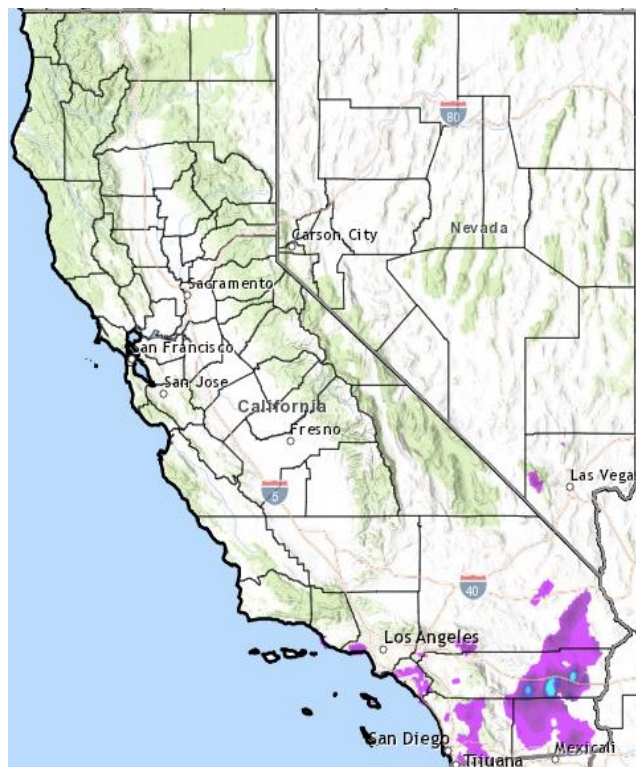 80
Nevada
Carson City
Sacramento
San Francisco
San Jose
California
Fresno
5
Las Vegas
40
Los Angeles
San Diego
Tijuana
Mexicali